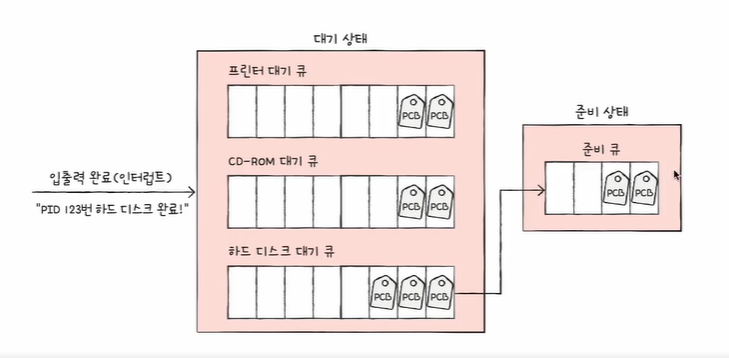 대기 상태
프린터 대기 큐
PCB PCB
준비 상태
준비 큐
PCB PCB
입출력 완료(인터럽트)
"PID 123번 하드 디스크 완료!"
CD-ROM 대기 큐
PCB PCB
하드 디스크 대기 큐
PCB PCB PCB